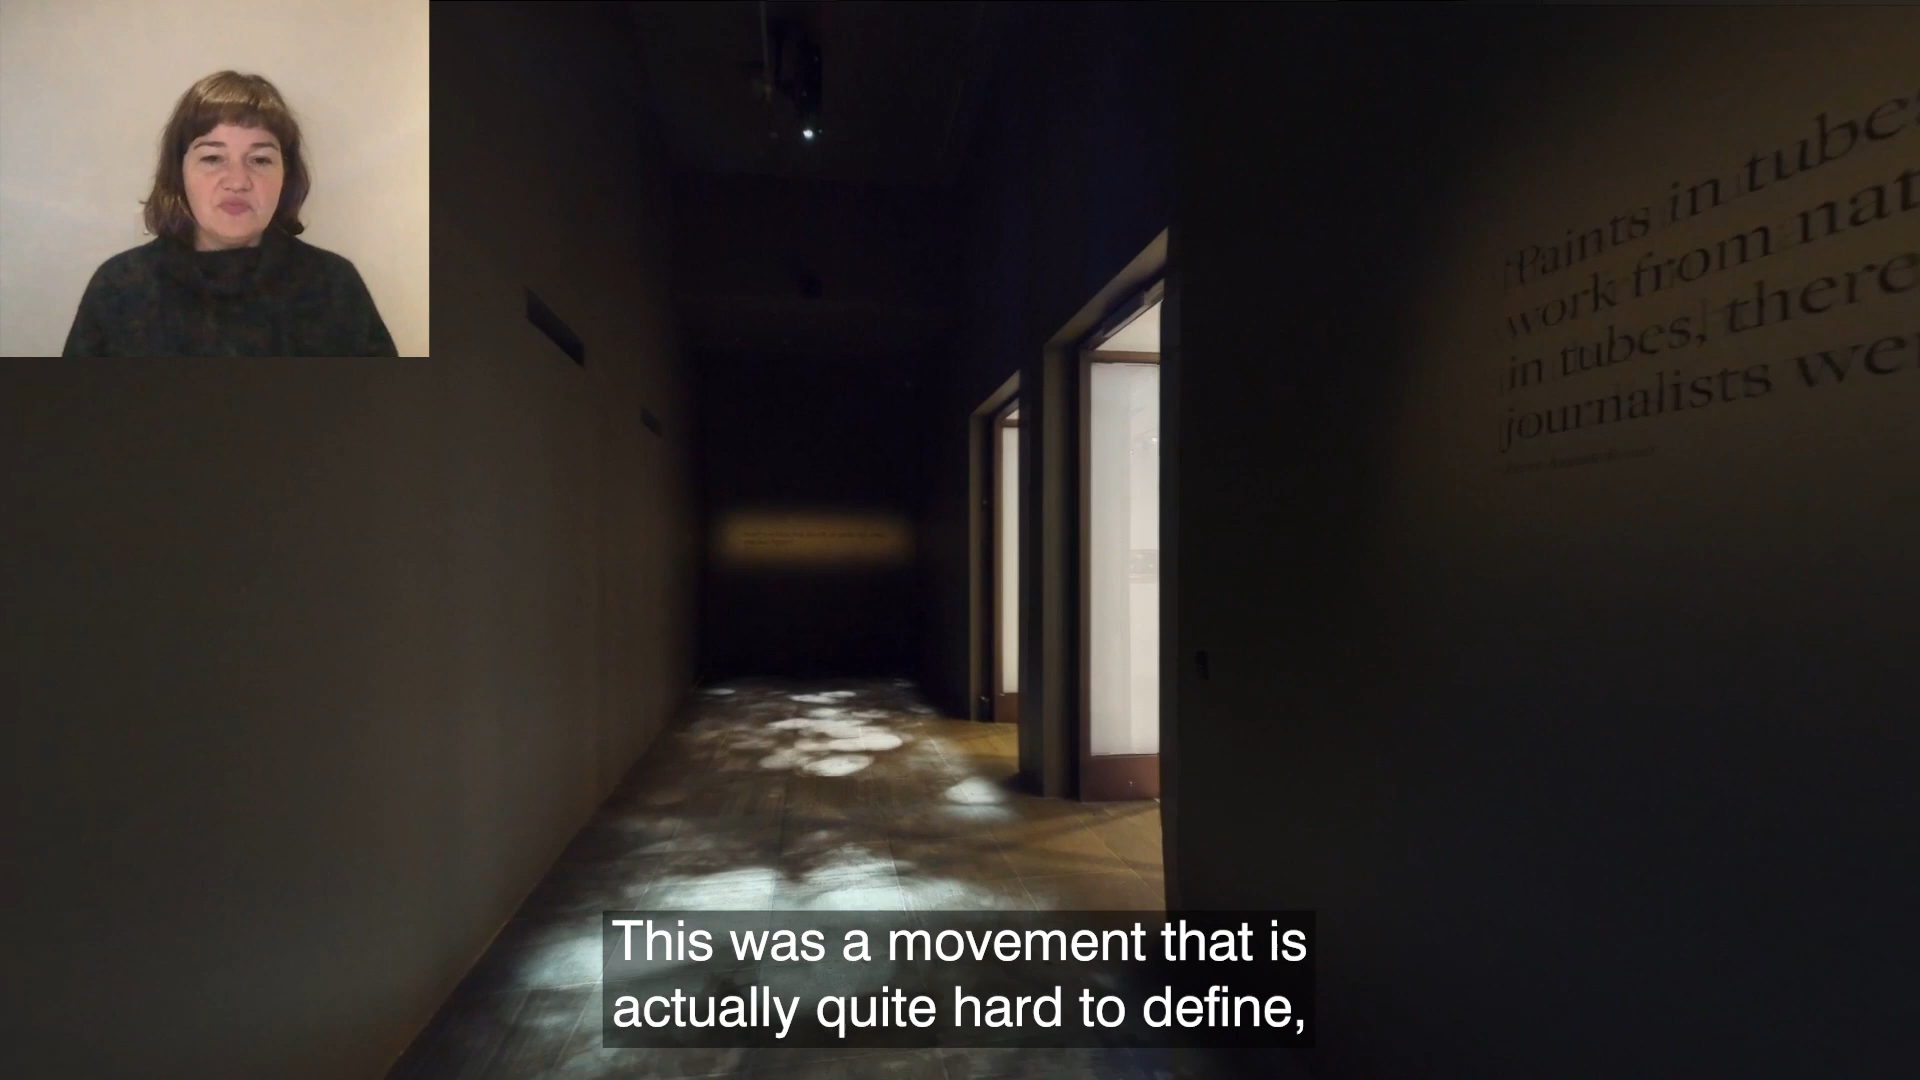 Paints in tubes
work from nat
in tubes, there
journalists we
This was a movement that is
actually quite hard to define,